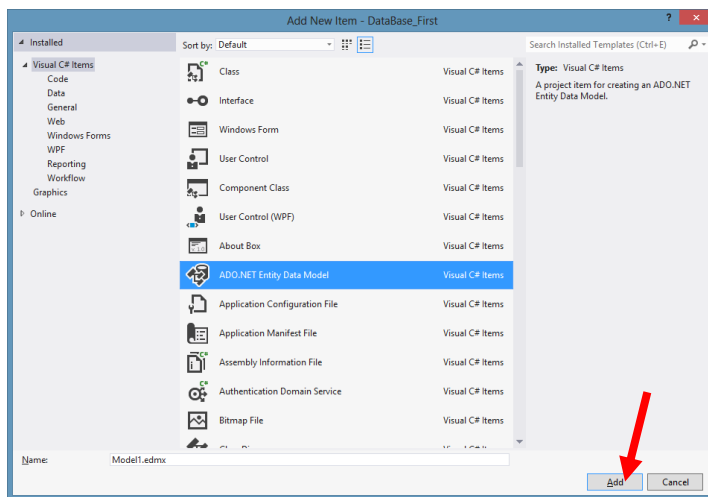 Add New Item - DataBase_First
? ×
Installed
Sort by: Default
Search Installed Templates (Ctrl+E)
Visual C# Items
Code
Data
General
Web
Windows Forms
WPF
Reporting
Workflow
Graphics
Online
Class Visual C# Items
Interface Visual C# Items
Windows Form Visual C# Items
User Control Visual C# Items
Component Class Visual C# Items
User Control (WPF) Visual C# Items
About Box Visual C# Items
ADO.NET Entity Data Model Visual C# Items
Application Configuration File Visual C# Items
Application Manifest File Visual C# Items
Assembly Information File Visual C# Items
Authentication Domain Service Visual C# Items
Bitmap File Visual C# Items
Type: Visual C# Items
A project item for creating an ADO.NET
Entity Data Model.
Name: Model1.edmx
Add Cancel